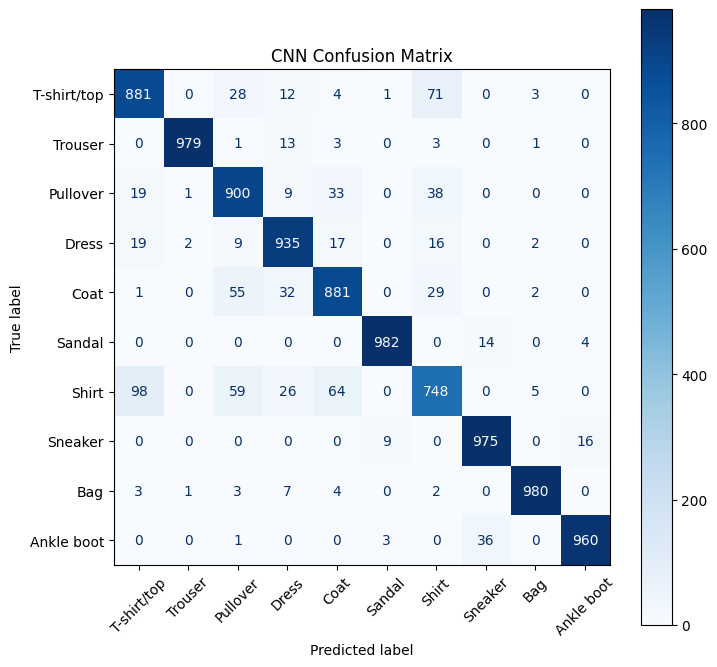 CNN Confusion Matrix
T-shirt/top 881 0 28 12 4 1 71 0 3 0
Trouser 0 979 1 13 3 0 3 0 1 0
Pullover 19 1 900 9 33 0 38 0 0 0
Dress 19 2 9 935 17 0 16 0 2 0
Coat 1 0 55 32 881 0 29 0 2 0
Sandal 0 0 0 0 0 982 0 14 0 4
Shirt 98 0 59 26 64 0 748 0 5 0
Sneaker 0 0 0 0 0 9 0 975 0 16
Bag 3 1 3 7 4 0 2 0 980 0
Ankle boot 0 0 1 0 0 3 0 36 0 960
T-shirt/top Trouser Pullover Dress Coat Sandal Shirt Sneaker Bag Ankle boot
Predicted label
True label
800
600
400
200
0